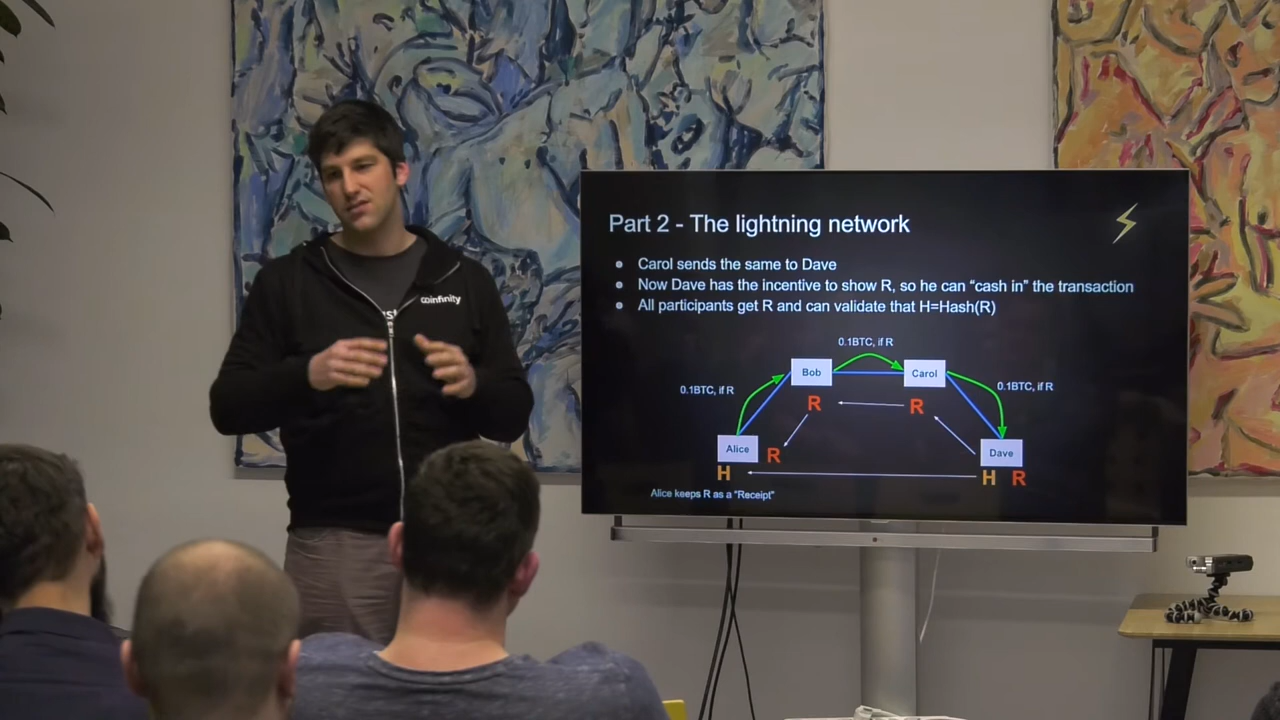 coinfinity
Part 2 - The lightning network
Carol sends the same to Dave
Now Dave has the incentive to show R, so he can “cash in” the transaction
All participants get R and can validate that H=Hash(R)
0.1BTC, if R
Bob
Carol
0.1BTC, if R
0.1BTC, if R
R
R
Alice
R
Dave
H
H R
Alice keeps R as a "Receipt"